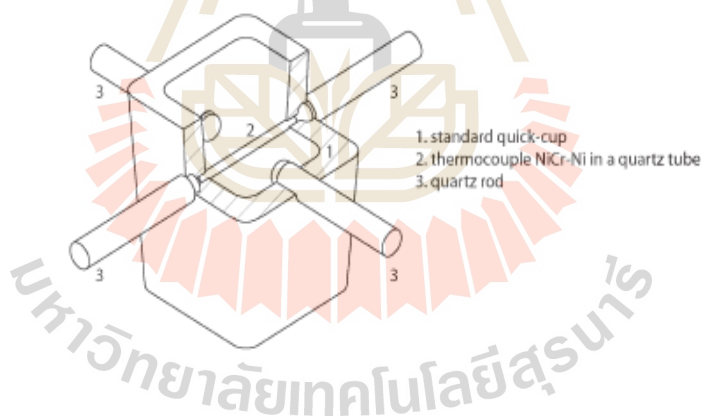 3
3
2
1
1. standard quick-cup
2. thermocouple NiCr-Ni in a quartz tube
3. quartz rod
3
3
มหาวิทยาลัยเทคโนโลยีสุรนารี